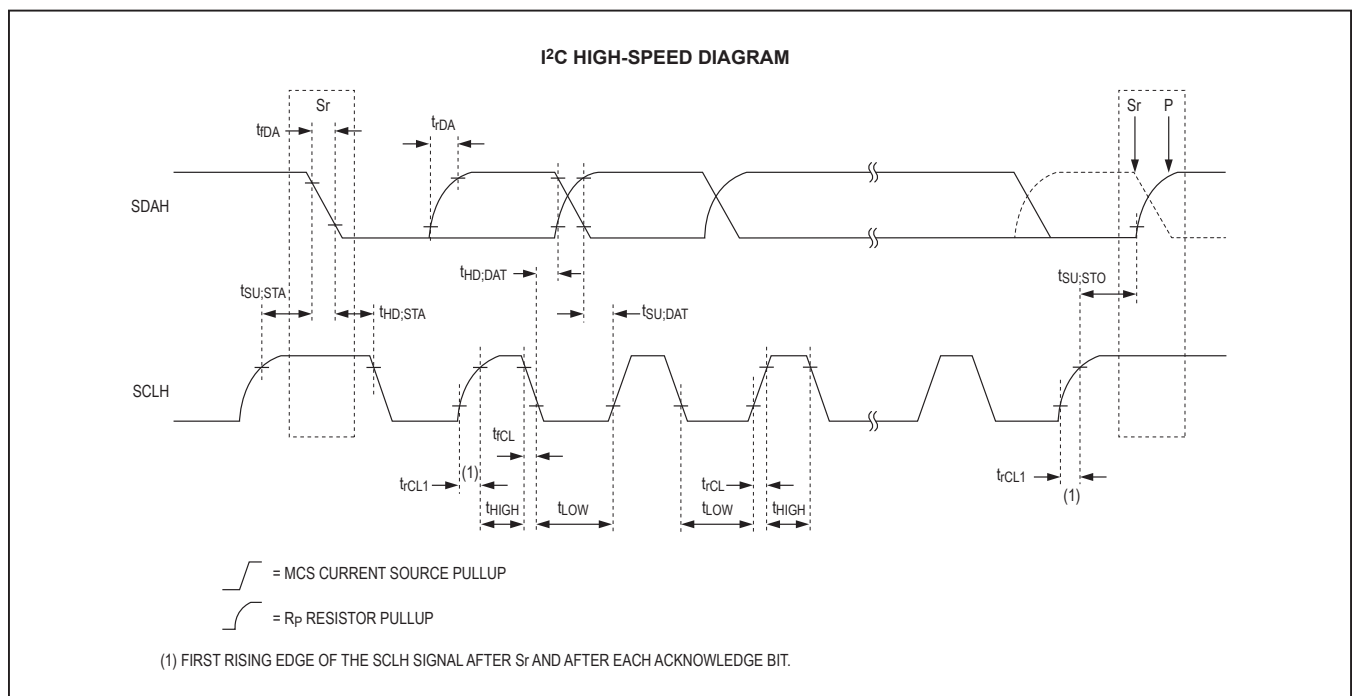 I²C HIGH-SPEED DIAGRAM
Sr
Sr P
tfDA
trDA
SDAH
tHD;DAT
tSU;STO
tSU;STA
tHD;STA
tSU;DAT
SCLH
tfCL
trCL1 (1)
trCL
trCL1
(1)
tHIGH
tLOW
tLOW
tHIGH
= MCS CURRENT SOURCE PULLUP
= RP RESISTOR PULLUP
(1) FIRST RISING EDGE OF THE SCLH SIGNAL AFTER Sr AND AFTER EACH ACKNOWLEDGE BIT.